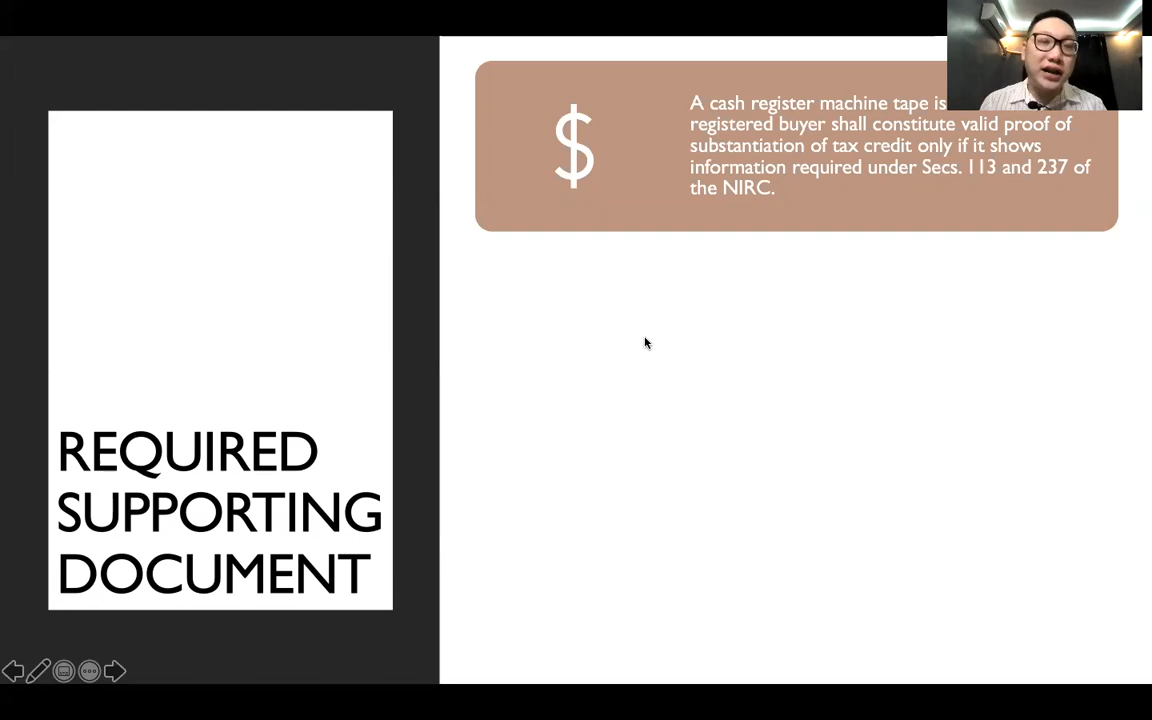 REQUIRED
SUPPORTING
DOCUMENT
$
A cash register machine tape is
registered buyer shall constitute valid proof of
substantiation of tax credit only if it shows
information required under Secs. 113 and 237 of
the NIRC.